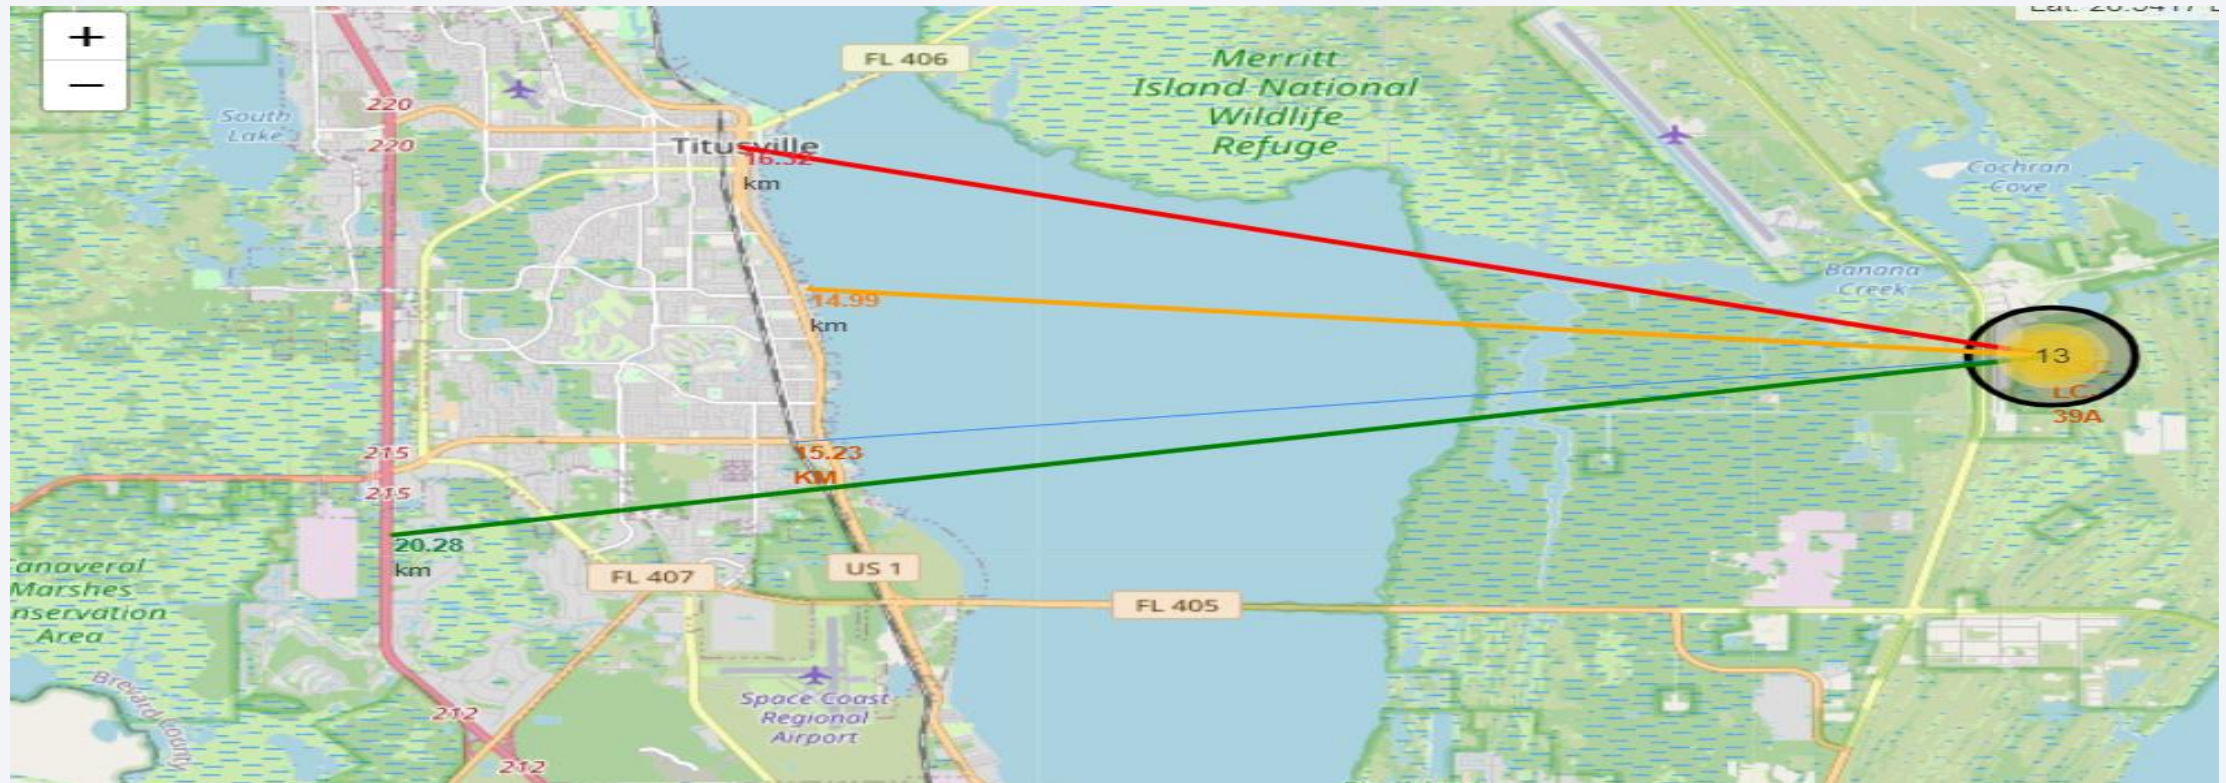 +
−
FL 406
Merritt
Island National
Wildlife
Refuge
220
South
Lake
220
Titusville
16.32
km
Cochran
Cove
Banana
Creek
14.99
km
13
LC-
39A
215
15.23
KM
215
20.28
km
anaveral
Marshes
nservation
Area
FL 407
US 1
FL 405
Brevard County
212
Space Coast
Regional
Airport
212